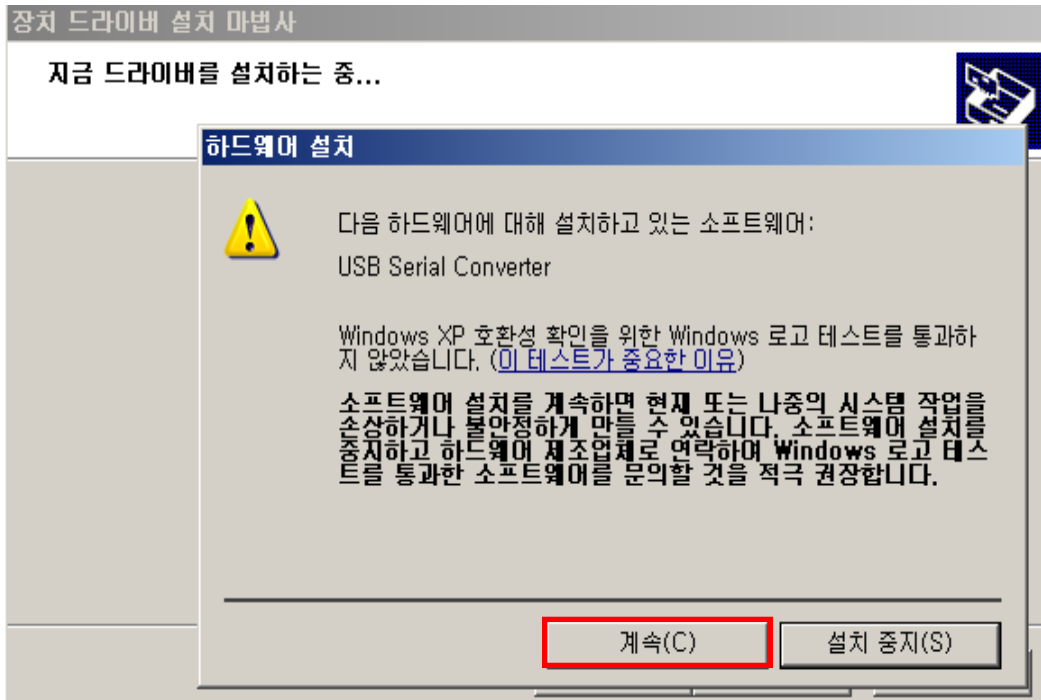 장치 드라이버 설치 마법사
지금 드라이버를 설치하는 중...
하드웨어 설치
다음 하드웨어에 대해 설치하고 있는 소프트웨어:
USB Serial Converter
Windows XP 호환성 확인을 위한 Windows 로고 테스트를 통과하
지 않았습니다. (이 테스트가 중요한 이유)
소프트웨어 설치를 계속하면 현재 또는 나중의 시스템 작업을
손상하거나 불안정하게 만들 수 있습니다. 소프트웨어 설치를
중지하고 하드웨어 제조업체로 연락하여 Windows 로고 테스
트를 통과한 소프트웨어를 문의할 것을 적극 권장합니다.
계속(C) 설치 중지(S)